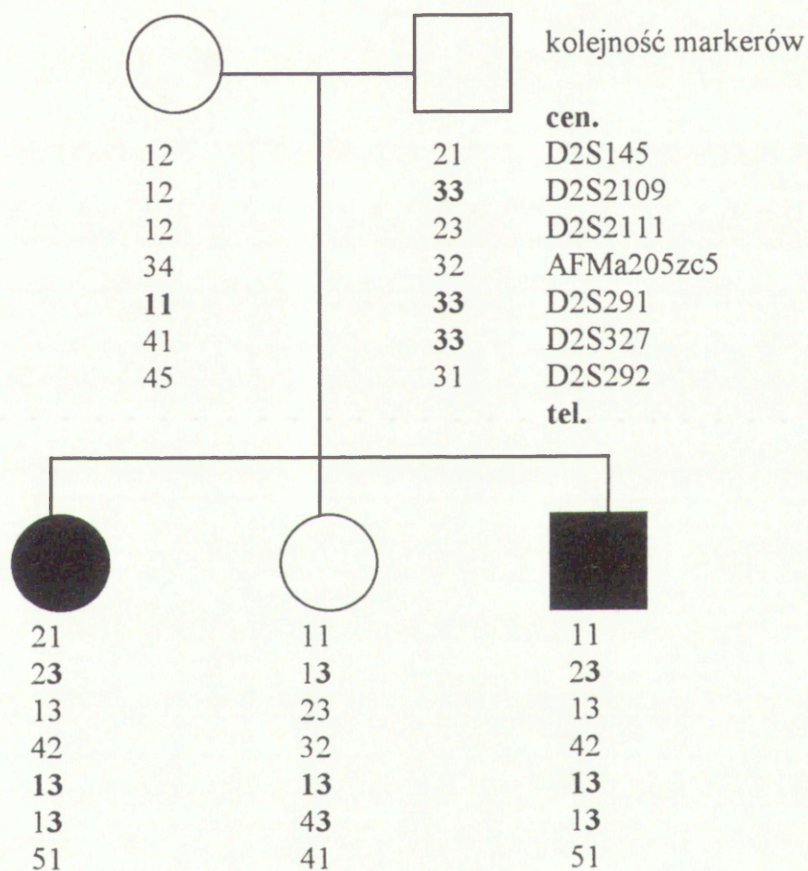 kolejność markerów
cen.
12 21 D2S145
12 33 D2S2109
12 23 D2S2111
34 32 AFMa205zc5
11 33 D2S291
41 33 D2S327
45 31 D2S292
tel.
21 11 11
23 13 23
13 23 13
42 32 42
13 13 13
13 43 13
51 41 51